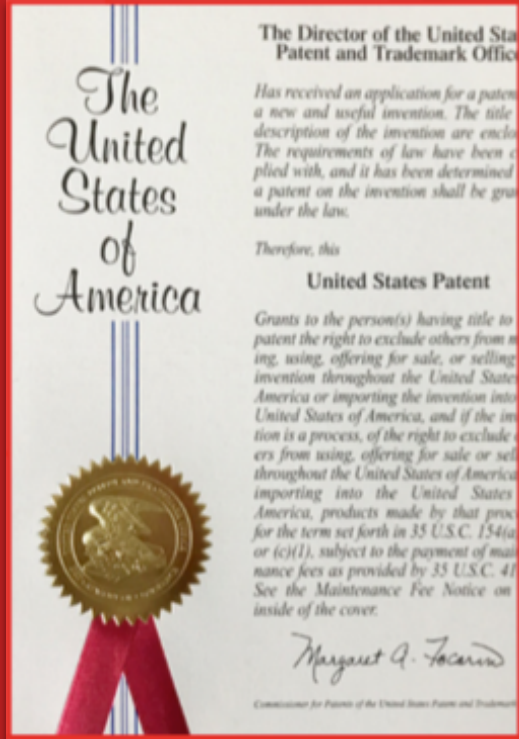 The
United
States
of
America
The Director of the United Sta
Patent and Trademark Offic
Has received an application for a paten
a new and useful invention. The title
description of the invention are enclo
The requirements of law have been c
plied with, and it has been determined
a patent on the invention shall be gra
under the law.
Therefore, this
United States Patent
Grants to the person(s) having title to
patent the right to exclude others from m
ing, using, offering for sale, or selling
invention throughout the United State
America or importing the invention into
United States of America, and if the in
tion is a process, of the right to exclude
ers from using, offering for sale or sel
throughout the United States of America
importing into the United States
America, products made by that proc
for the term set forth in 35 U.S.C. 154(a
or (c)(1), subject to the payment of mai
nance fees as provided by 35 U.S.C. 41
See the Maintenance Fee Notice on
inside of the cover.
Margaret A. Focarino
Commissioner for Patents of the United States Patent and Trademark